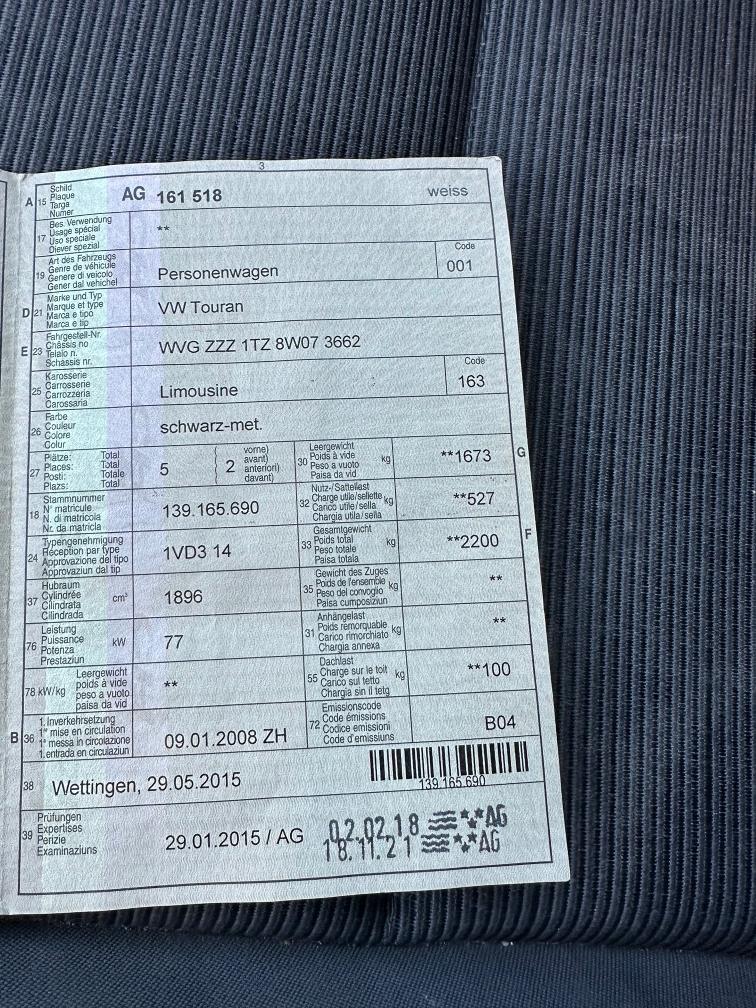 3
A 15 Schild
Plaque
Targa
Numer
AG 161 518 weiss
17 Bes. Verwendung
Usage spécial
Uso speciale
Diever spezial
**
19 Art des Fahrzeugs
Genre de véhicule
Genere di veicolo
Gener dal vehichel
Personenwagen
Code
001
D 21 Marke und Typ
Marque et type
Marca e tipo
Marca e tip
VW Touran
E 23 Fahrgestell-Nr.
Châssis no
Telaio n.
Schassis nr.
WVG ZZZ 1TZ 8W07 3662
25 Karosserie
Carrosserie
Carrozzeria
Carossaria
Limousine
Code
163
26 Farbe
Couleur
Colore
Colur
schwarz-met.
27 Plätze: Total
Places: Total
Posti: Totale
Plazs: Total
5 2 vorne)
avant)
anteriori)
davant)
30 Leergewicht
Poids à vide
Peso a vuoto
Paisa da vid
kg **1673 G
18 Stammnummer
N° matricule
N. di matricola
Nr. da matricla
139.165.690
32 Nutz-/Sattellast
Charge utile/sellette
Carico utile/sella
Chargia utila/sella
kg **527
24 Typengenehmigung
Réception par type
Approvazione del tipo
Approvaziun dal tip
1VD3 14
33 Gesamtgewicht
Poids total
Peso totale
Paisa totala
kg **2200 F
37 Hubraum
Cylindrée
Cilindrata
Cilindrada
cm³ 1896
35 Gewicht des Zuges
Poids de l'ensemble
Peso del convoglio
Paisa cumposiziun
kg **
76 Leistung
Puissance
Potenza
Prestaziun
kW 77
31 Anhängelast
Poids remorquable
Carico rimorchiato
Chargia annexa
kg **
78 kW/kg Leergewicht
poids à vide
peso a vuoto
paisa da vid
**
55 Dachlast
Charge sur le toit
Carico sul tetto
Chargia sin il tetg
kg **100
B 36 1. Inverkehrsetzung
1re mise en circulation
1a messa in circolazione
1. entrada en circulaziun
09.01.2008 ZH
72 Emissionscode
Code émissions
Codice emissioni
Code d'emissiuns
B04
38 Wettingen, 29.05.2015
139.165.690
39 Prüfungen
Expertises
Perizie
Examinaziuns
29.01.2015 / AG
02.02.18 AG
18.11.21 AG